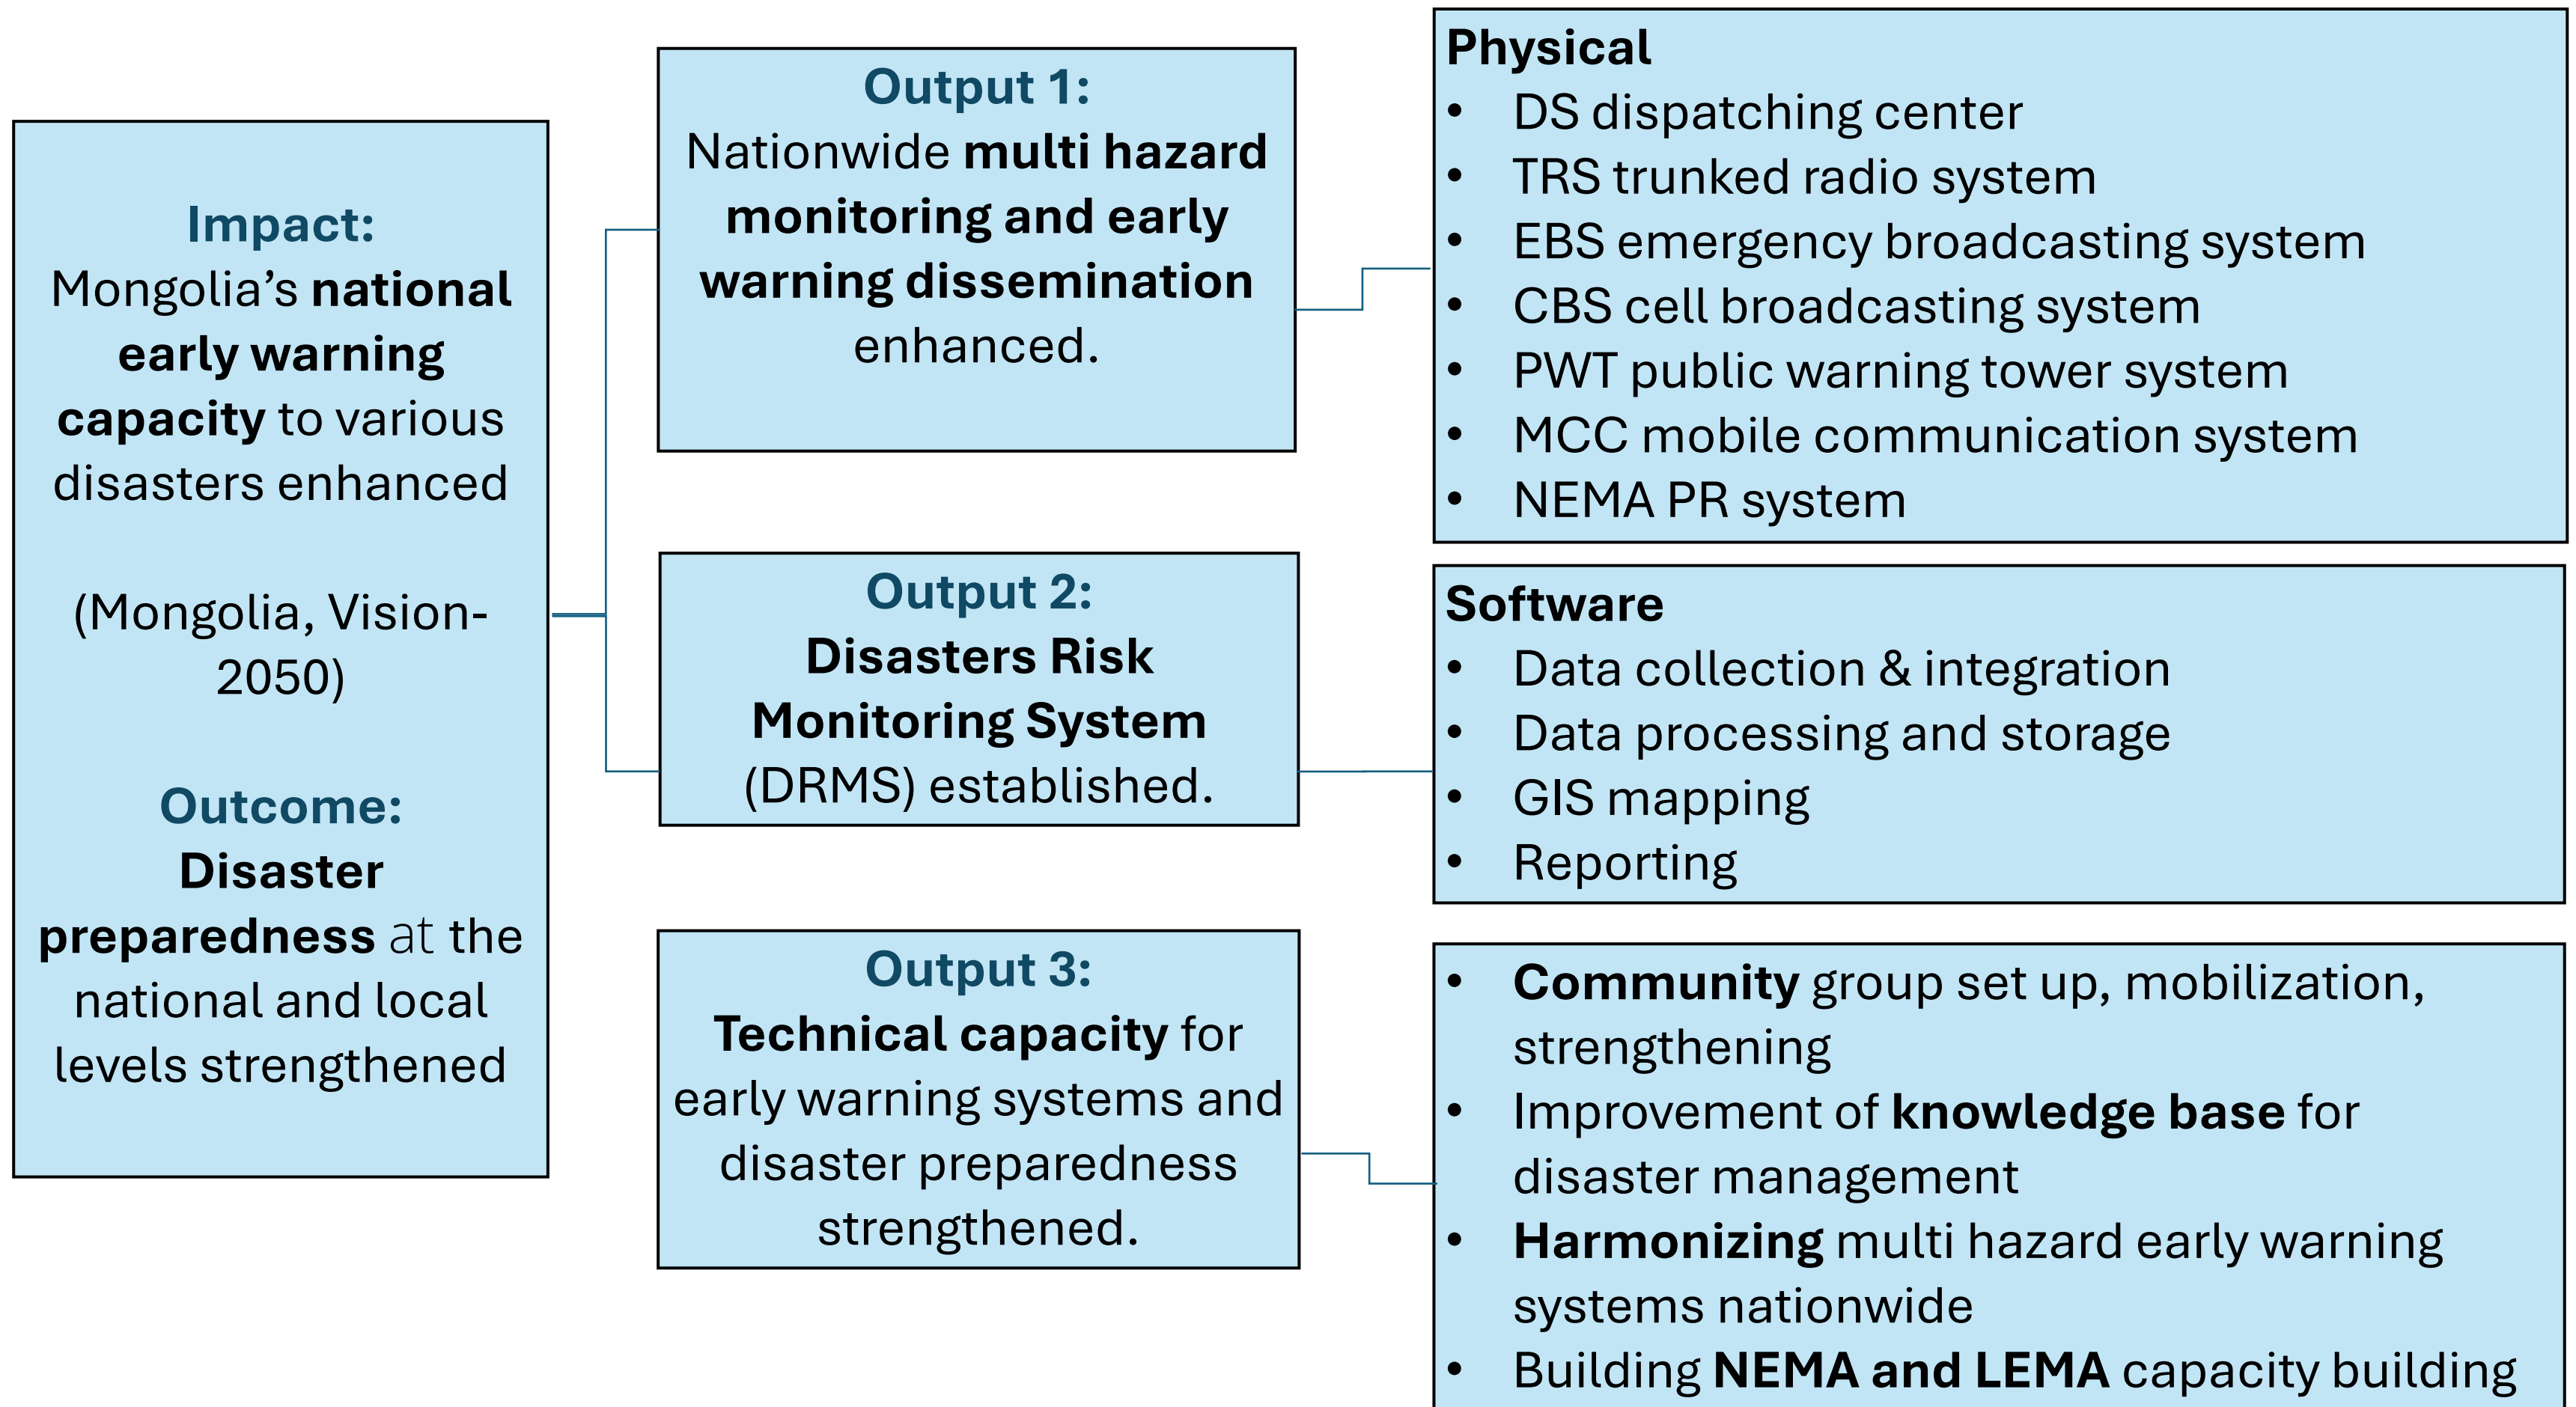 Impact:
Mongolia’s national
early warning
capacity to various
disasters enhanced
(Mongolia, Vision-
2050)
Outcome:
Disaster
preparedness at the
national and local
levels strengthened
Output 1:
Nationwide multi hazard
monitoring and early
warning dissemination
enhanced.
Physical
• DS dispatching center
• TRS trunked radio system
• EBS emergency broadcasting system
• CBS cell broadcasting system
• PWT public warning tower system
• MCC mobile communication system
• NEMA PR system
Output 2:
Disasters Risk
Monitoring System
(DRMS) established.
Software
• Data collection & integration
• Data processing and storage
• GIS mapping
• Reporting
Output 3:
Technical capacity for
early warning systems and
disaster preparedness
strengthened.
• Community group set up, mobilization,
strengthening
• Improvement of knowledge base for
disaster management
• Harmonizing multi hazard early warning
systems nationwide
• Building NEMA and LEMA capacity building